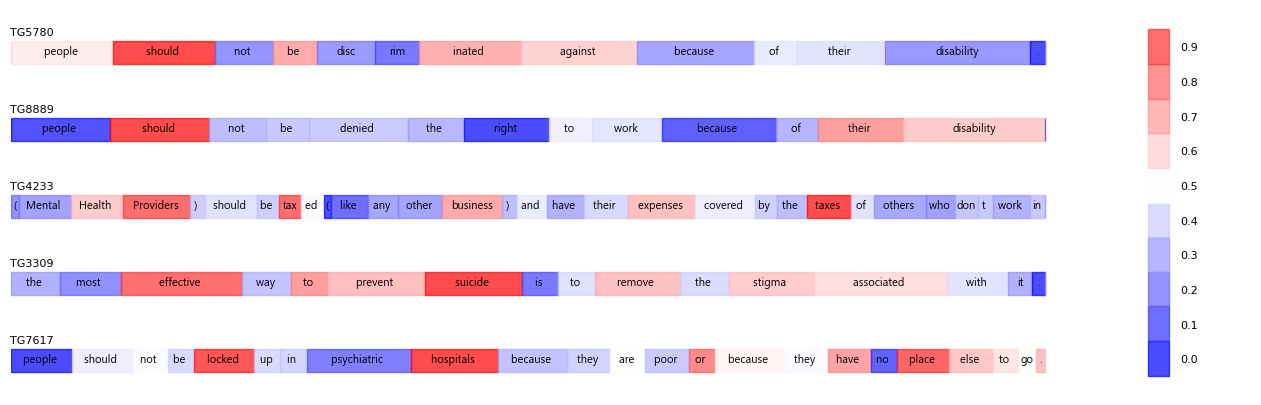 TG5780
people should not be disc rim inated against because of their disability .
TG8889
people should not be denied the right to work because of their disability
TG4233
( Mental Health Providers ) should be tax ed ( like any other business ) and have their expenses covered by the taxes of others who don t work in
TG3309
the most effective way to prevent suicide is to remove the stigma associated with it .
TG7617
people should not be locked up in psychiatric hospitals because they are poor or because they have no place else to go .
0.9
0.8
0.7
0.6
0.5
0.4
0.3
0.2
0.1
0.0